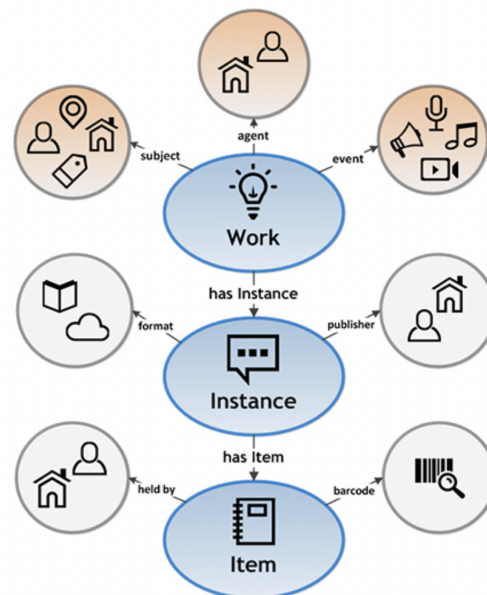 agent
subject
event
Work
has Instance
format
publisher
Instance
has Item
held by
barcode
Item